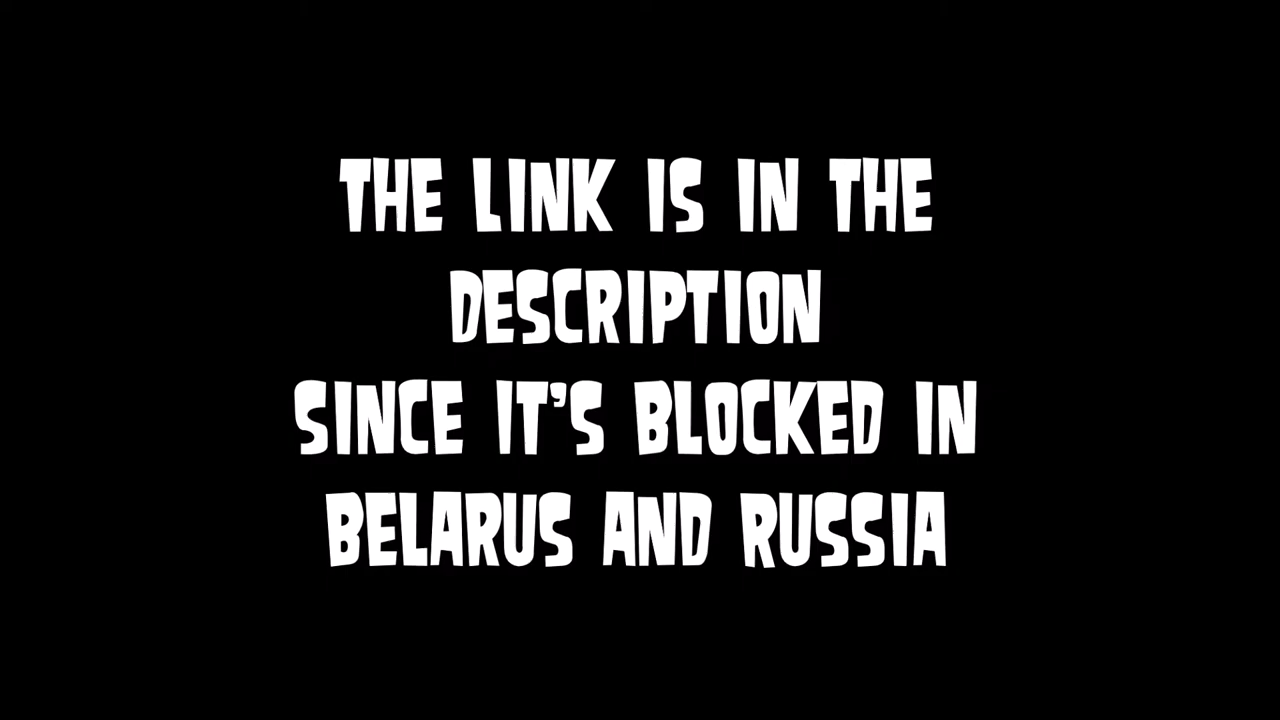 THE LINK IS IN THE
DESCRIPTION
SINCE IT'S BLOCKED IN
BELARUS AND RUSSIA